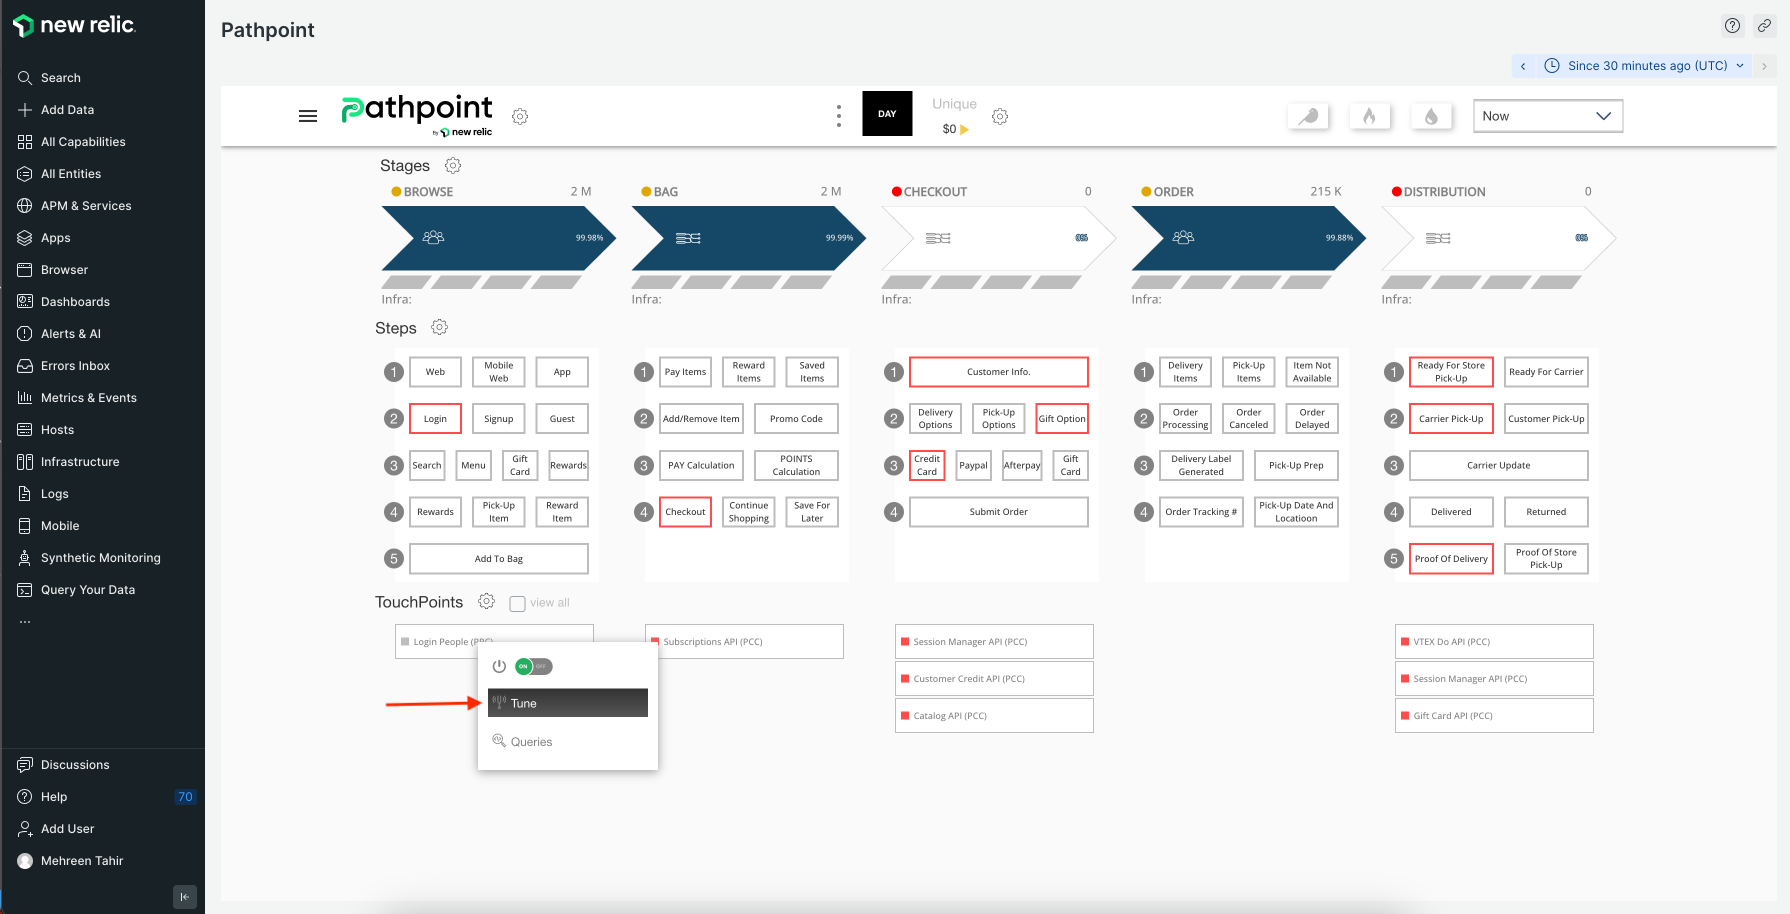 new relic.
Search
Add Data
All Capabilities
All Entities
APM & Services
Apps
Browser
Dashboards
Alerts & AI
Errors Inbox
Metrics & Events
Hosts
Infrastructure
Logs
Mobile
Synthetic Monitoring
Query Your Data
...
Discussions
Help 70
Add User
Mehreen Tahir
Pathpoint
Since 30 minutes ago (UTC)
Pathpoint
by new relic
DAY
Unique
$0
Now
Stages
BROWSE 2 M
BAG 2 M
CHECKOUT 0
ORDER 215 K
DISTRIBUTION 0
99.98%
99.99%
0%
99.88%
0%
Infra:
Infra:
Infra:
Infra:
Infra:
Steps
1 Web
Mobile Web
App
2 Login
Signup
Guest
3 Search
Menu
Gift Card
Rewards
4 Rewards
Pick-Up Item
Reward Item
5 Add To Bag
1 Pay Items
Reward Items
Saved Items
2 Add/Remove Item
Promo Code
3 PAY Calculation
POINTS Calculation
4 Checkout
Continue Shopping
Save For Later
1 Customer Info.
2 Delivery Options
Pick-Up Options
Gift Option
3 Credit Card
Paypal
Afterpay
Gift Card
4 Submit Order
1 Delivery Items
Pick-Up Items
Item Not Available
2 Order Processing
Order Canceled
Order Delayed
3 Delivery Label Generated
Pick-Up Prep
4 Order Tracking #
Pick-Up Date And Locatioon
1 Ready For Store Pick-Up
Ready For Carrier
2 Carrier Pick-Up
Customer Pick-Up
3 Carrier Update
4 Delivered
Returned
5 Proof Of Delivery
Proof Of Store Pick-Up
TouchPoints
view all
Login People
ON OFF
Tune
Queries
Subscriptions API (PCC)
Session Manager API (PCC)
Customer Credit API (PCC)
Catalog API (PCC)
VTEX Do API (PCC)
Session Manager API (PCC)
Gift Card API (PCC)